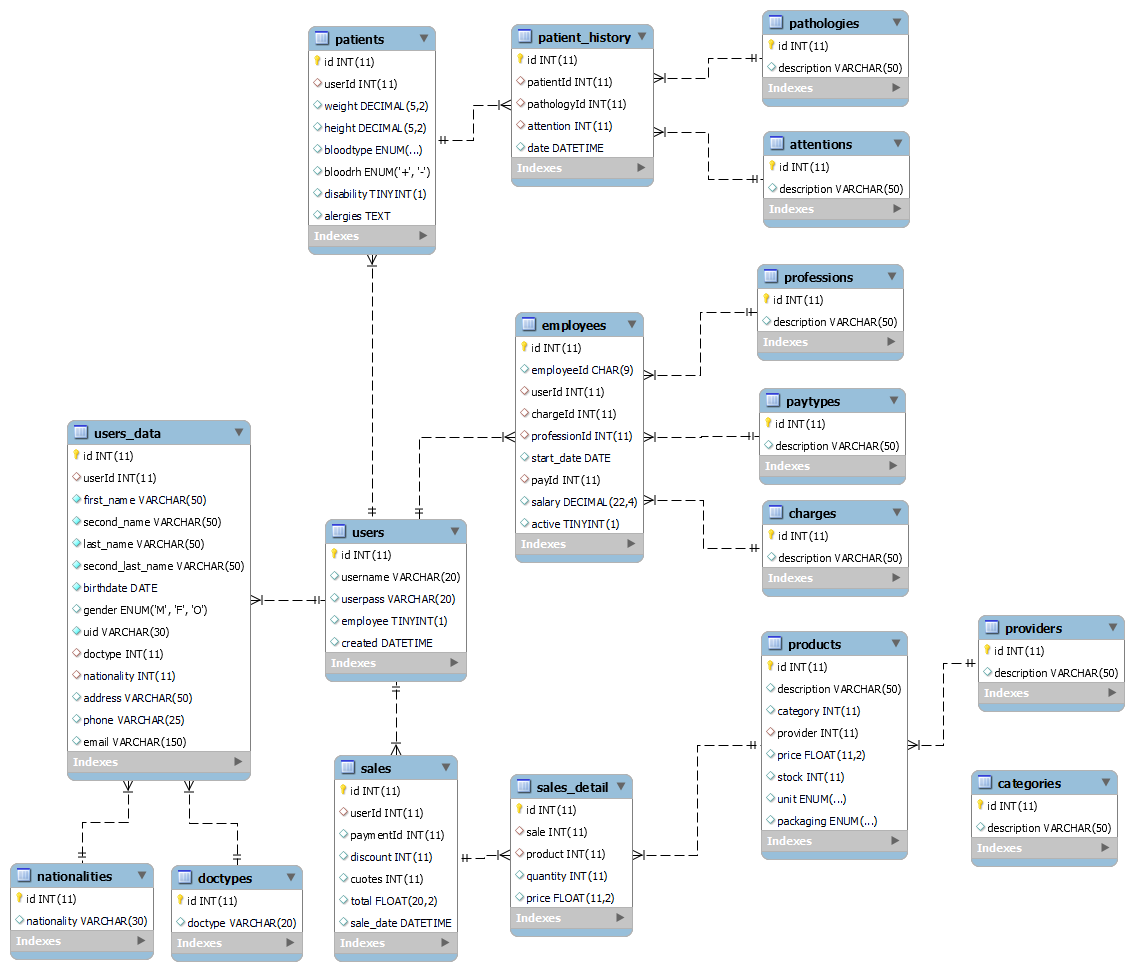 patients
id INT(11)
userId INT(11)
weight DECIMAL(5,2)
height DECIMAL(5,2)
bloodtype ENUM(...)
bloodrh ENUM('+', '-')
disability TINYINT(1)
alergies TEXT
Indexes
patient_history
id INT(11)
patientId INT(11)
pathologyId INT(11)
attention INT(11)
date DATETIME
Indexes
pathologies
id INT(11)
description VARCHAR(50)
Indexes
attentions
id INT(11)
description VARCHAR(50)
Indexes
professions
id INT(11)
description VARCHAR(50)
Indexes
employees
id INT(11)
employeeId CHAR(9)
userId INT(11)
chargeId INT(11)
professionId INT(11)
start_date DATE
payId INT(11)
salary DECIMAL(22,4)
active TINYINT(1)
Indexes
paytypes
id INT(11)
description VARCHAR(50)
Indexes
charges
id INT(11)
description VARCHAR(50)
Indexes
users_data
id INT(11)
userId INT(11)
first_name VARCHAR(50)
second_name VARCHAR(50)
last_name VARCHAR(50)
second_last_name VARCHAR(50)
birthdate DATE
gender ENUM('M', 'F', 'O')
uid VARCHAR(30)
doctype INT(11)
nationality INT(11)
address VARCHAR(50)
phone VARCHAR(25)
email VARCHAR(150)
Indexes
users
id INT(11)
username VARCHAR(20)
userpass VARCHAR(20)
employee TINYINT(1)
created DATETIME
Indexes
products
id INT(11)
description VARCHAR(50)
category INT(11)
provider INT(11)
price FLOAT(11,2)
stock INT(11)
unit ENUM(...)
packaging ENUM(...)
Indexes
providers
id INT(11)
description VARCHAR(50)
Indexes
categories
id INT(11)
description VARCHAR(50)
Indexes
sales
id INT(11)
userId INT(11)
paymentId INT(11)
discount INT(11)
cuotes INT(11)
total FLOAT(20,2)
sale_date DATETIME
Indexes
sales_detail
id INT(11)
sale INT(11)
product INT(11)
quantity INT(11)
price FLOAT(11,2)
Indexes
nationalities
id INT(11)
nationality VARCHAR(30)
Indexes
doctypes
id INT(11)
doctype VARCHAR(20)
Indexes